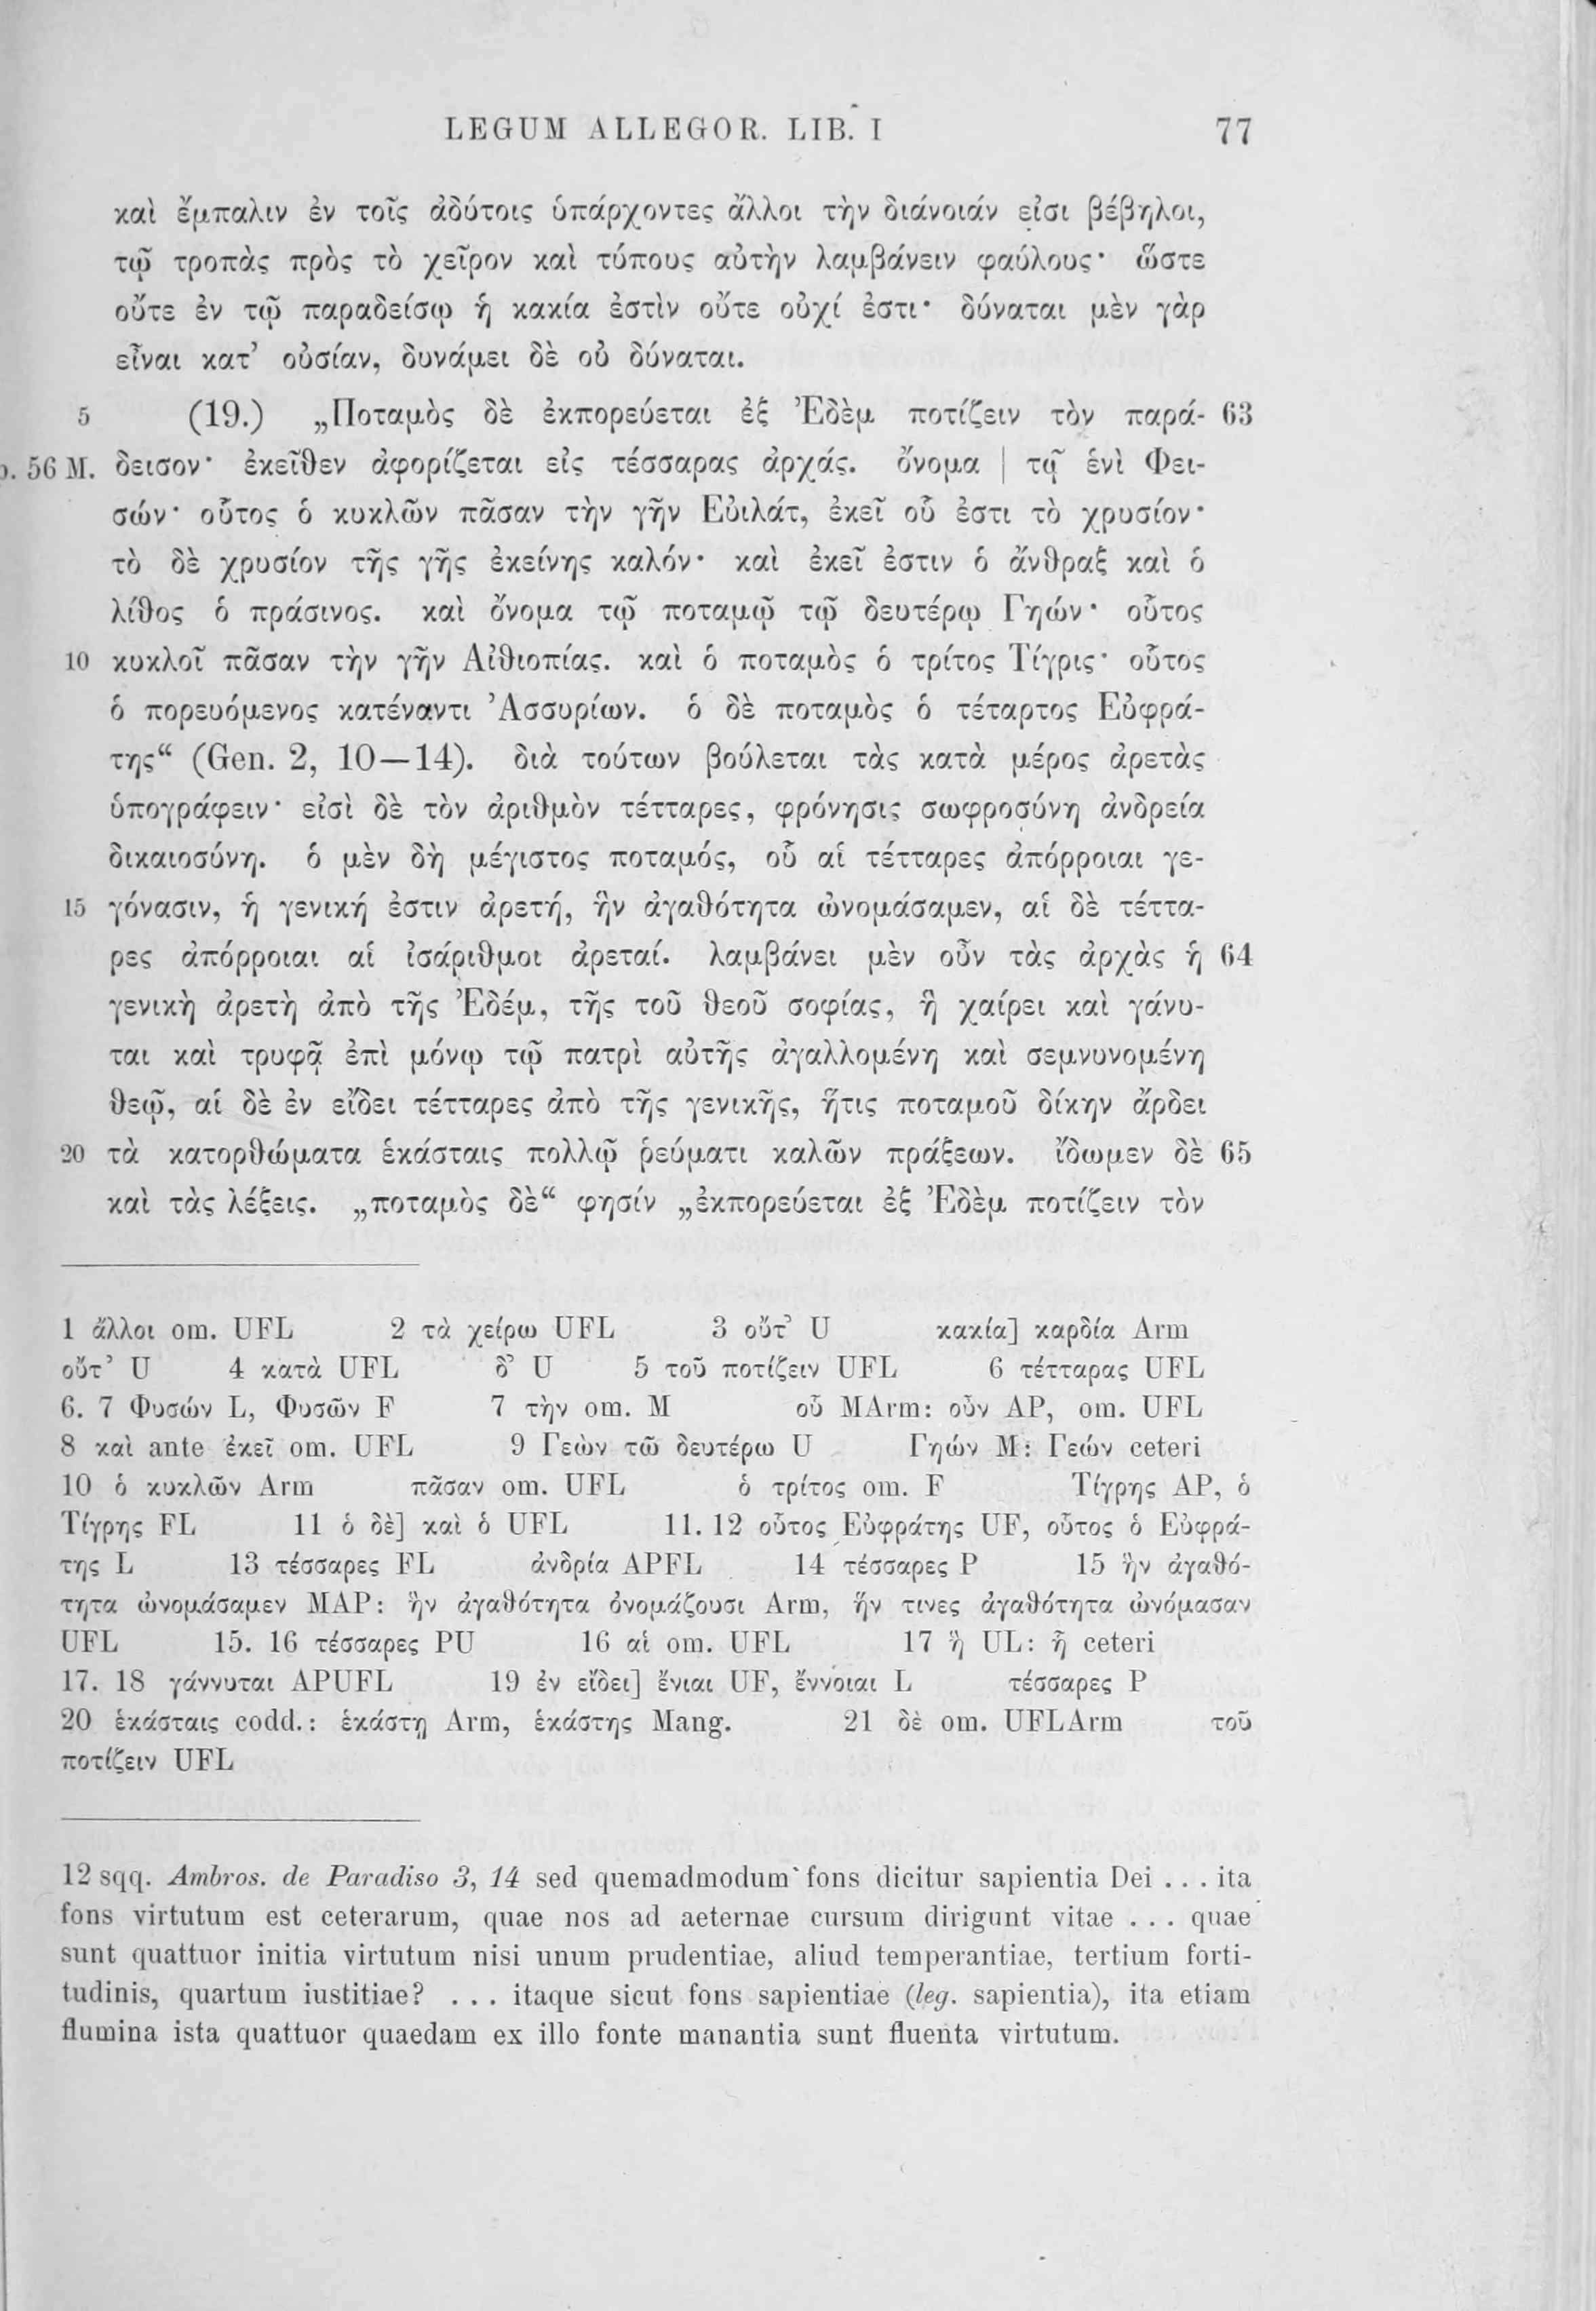 LEGUM ALLEGOR. LIB. I 77
καὶ ἔμπαλιν ἐν τοῖς ἀδύτοις ὑπάρχοντες ἄλλοι τὴν διάνοιάν εἰσι βέβηλοι,
τῷ τροπὰς πρὸς τὸ χεῖρον καὶ τύπους αὐτὴν λαμβάνειν φαύλους· ὥστε
οὔτε ἐν τῷ παραδείσῳ ἡ κακία ἐστὶν οὔτε οὐχί ἐστι· δύναται μὲν γὰρ
εἶναι κατ’ οὐσίαν, δυνάμει δὲ οὐ δύναται.
5 (19.) „Ποταμὸς δὲ ἐκπορεύεται ἐξ Ἐδὲμ ποτίζειν τὸν παρά- 63
p. 56 M. δεισον· ἐκεῖθεν ἀφορίζεται εἰς τέσσαρας ἀρχάς. ὄνομα | τῷ ἑνὶ Φει-
σών· οὗτος ὁ κυκλῶν πᾶσαν τὴν γῆν Εὐιλάτ, ἐκεῖ οὗ ἐστι τὸ χρυσίον·
τὸ δὲ χρυσίον τῆς γῆς ἐκείνης καλόν· καὶ ἐκεῖ ἐστιν ὁ ἄνθραξ καὶ ὁ
λίθος ὁ πράσινος. καὶ ὄνομα τῷ ποταμῷ τῷ δευτέρῳ Γηών· οὗτος
10 κυκλοῖ πᾶσαν τὴν γῆν Αἰθιοπίας. καὶ ὁ ποταμὸς ὁ τρίτος Τίγρις· οὗτος
ὁ πορευόμενος κατέναντι Ἀσσυρίων. ὁ δὲ ποταμὸς ὁ τέταρτος Εὐφρά-
της“ (Gen. 2, 10—14). διὰ τούτων βούλεται τὰς κατὰ μέρος ἀρετὰς
ὑπογράφειν· εἰσὶ δὲ τὸν ἀριθμὸν τέτταρες, φρόνησις σωφροσύνη ἀνδρεία
δικαιοσύνη. ὁ μὲν δὴ μέγιστος ποταμός, οὗ αἱ τέτταρες ἀπόρροιαι γε-
15 γόνασιν, ἡ γενική ἐστιν ἀρετή, ἣν ἀγαθότητα ὠνομάσαμεν, αἱ δὲ τέττα-
ρες ἀπόρροιαι αἱ ἰσάριθμοι ἀρεταί. λαμβάνει μὲν οὖν τὰς ἀρχὰς ἡ 64
γενικὴ ἀρετὴ ἀπὸ τῆς Ἐδέμ, τῆς τοῦ θεοῦ σοφίας, ἣ χαίρει καὶ γάνυ-
ται καὶ τρυφᾷ ἐπὶ μόνῳ τῷ πατρὶ αὐτῆς ἀγαλλομένη καὶ σεμνυνομένη
θεῷ, αἱ δὲ ἐν εἴδει τέτταρες ἀπὸ τῆς γενικῆς, ἥτις ποταμοῦ δίκην ἄρδει
20 τὰ κατορθώματα ἑκάσταις πολλῷ ῥεύματι καλῶν πράξεων. ἴδωμεν δὲ 65
καὶ τὰς λέξεις. „ποταμὸς δὲ“ φησίν „ἐκπορεύεται ἐξ Ἐδὲμ ποτίζειν τὸν
1 ἄλλοι om. UFL 2 τὰ χείρω UFL 3 οὔτ’ U κακία] καρδία Arm
οὔτ’ U 4 κατὰ UFL δ’ U 5 τοῦ ποτίζειν UFL 6 τέτταρας UFL
6. 7 Φυσών L, Φυσῶν F 7 τὴν om. M οὗ MArm: οὖν AP, om. UFL
8 καὶ ante ἐκεῖ om. UFL 9 Γεὼν τῶ δευτέρω U Γηών M: Γεών ceteri
10 ὁ κυκλῶν Arm πᾶσαν om. UFL ὁ τρίτος om. F Τίγρης AP, ὁ
Τίγρης FL 11 ὁ δὲ] καὶ ὁ UFL 11. 12 οὗτος Εὐφράτης UF, οὗτος ὁ Εὐφρά-
της L 13 τέσσαρες FL ἀνδρία APFL 14 τέσσαρες P 15 ἣν ἀγαθό-
τητα ὠνομάσαμεν MAP: ἣν ἀγαθότητα ὀνομάζουσι Arm, ἥν τινες ἀγαθότητα ὠνόμασαν
UFL 15. 16 τέσσαρες PU 16 αἱ om. UFL 17 ἣ UL: ᾗ ceteri
17. 18 γάννυται APUFL 19 ἐν εἴδει] ἔνιαι UF, ἔννοιαι L τέσσαρες P
20 ἑκάσταις codd.: ἑκάστῃ Arm, ἑκάστης Mang. 21 δὲ om. UFLArm τοῦ
ποτίζειν UFL
12 sqq. Ambros. de Paradiso 3, 14 sed quemadmodum fons dicitur sapientia Dei . . . ita
fons virtutum est ceterarum, quae nos ad aeternae cursum dirigunt vitae . . . quae
sunt quattuor initia virtutum nisi unum prudentiae, aliud temperantiae, tertium forti-
tudinis, quartum iustitiae? . . . itaque sicut fons sapientiae (leg. sapientia), ita etiam
flumina ista quattuor quaedam ex illo fonte manantia sunt fluenta virtutum.